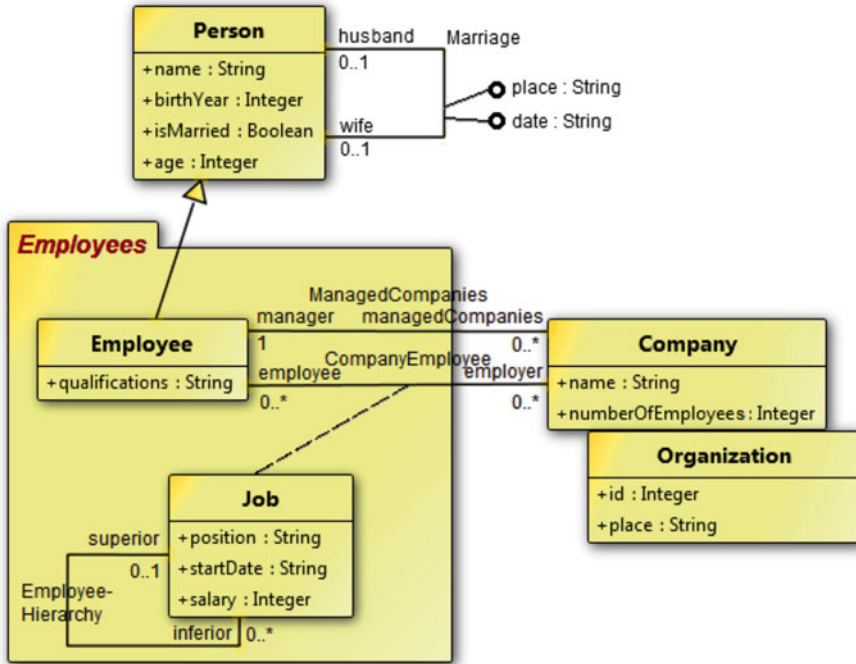 Person
+name : String
+birthYear : Integer
+isMarried : Boolean
+age : Integer
husband
0..1
Marriage
place : String
date : String
wife
0..1
Employees
ManagedCompanies
manager
managedCompanies
1
0..*
Employee
+qualifications : String
CompanyEmployee
employee
employer
0..*
0..*
Company
+name : String
+numberOfEmployees: Integer
Organization
+id : Integer
+place : String
Job
+position : String
+startDate : String
+salary : Integer
superior
0..1
Employee-
Hierarchy
inferior
0..*